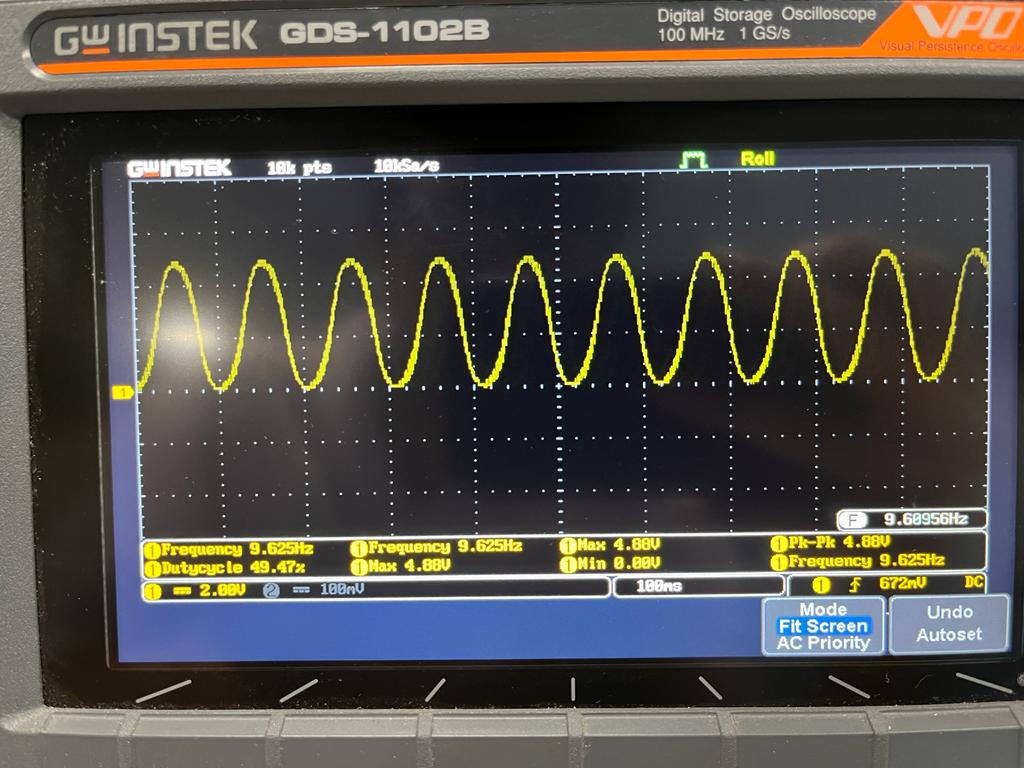 GW INSTEK GDS-1102B
Digital Storage Oscilloscope
100 MHz 1 GS/s
VPO
Visual Persistence Oscillo
GW INSTEK 10k pts 10kSa/s Roll
1
F 9.60956Hz
1 Frequency 9.625Hz 1 Frequency 9.625Hz 1 Max 4.88V 1 Pk-Pk 4.88V
1 Dutycycle 49.47% 1 Max 4.88V 1 Min 0.00V 1 Frequency 9.625Hz
1 2.00V 2 100mV 100ms 1 672mV DC
Mode
Fit Screen
AC Priority
Undo
Autoset